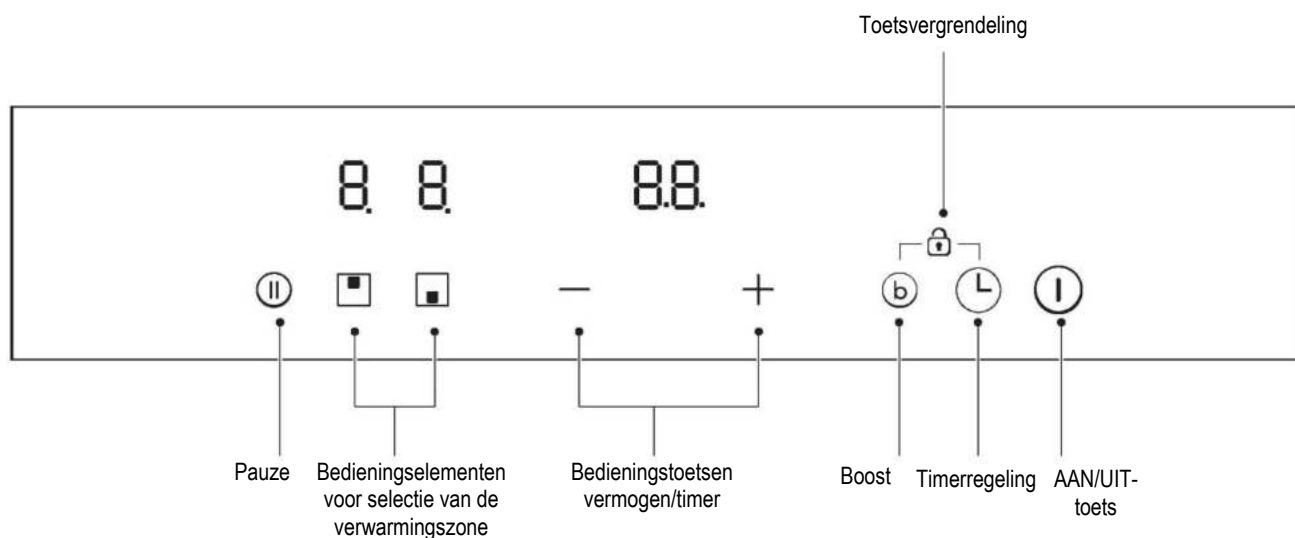 Toetsvergrendeling
8. 8. 8.8.
b
Pauze
Bedieningselementen
voor selectie van de
verwarmingszone
Bedieningstoetsen
vermogen/timer
Boost
Timerregeling
AAN/UIT-
toets